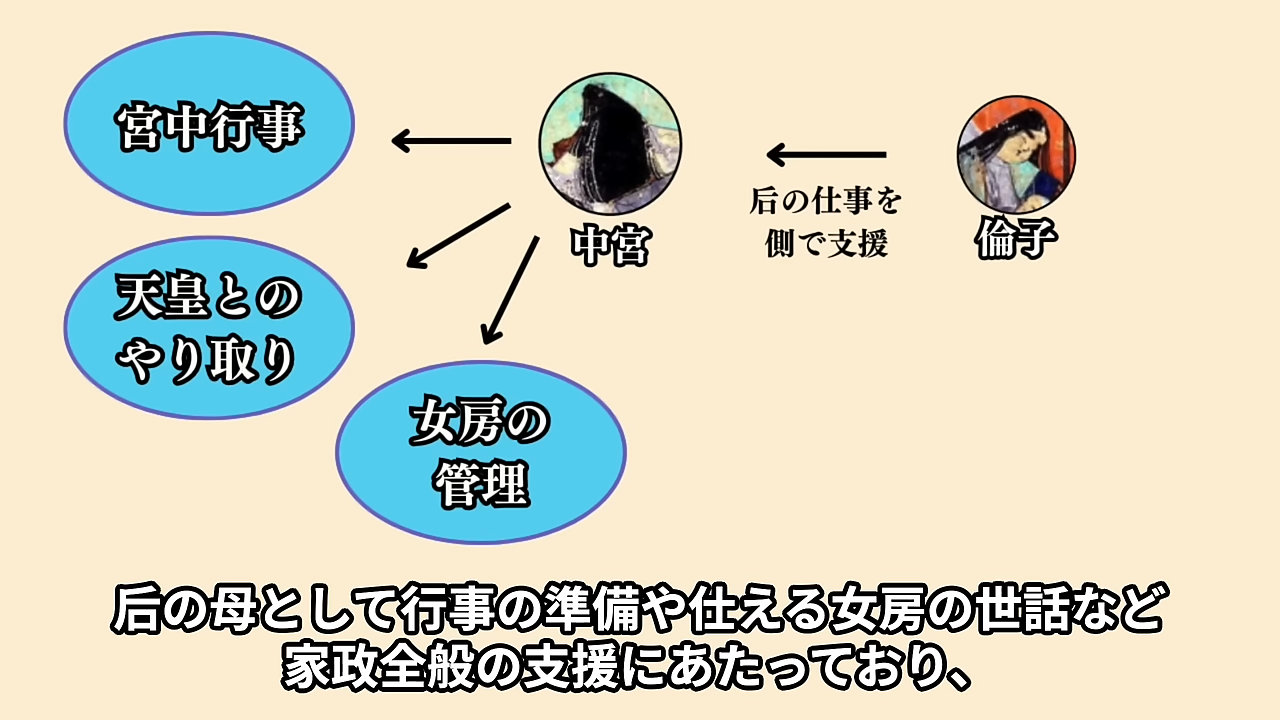 宮中行事
中宮
后の仕事を
側で支援
倫子
天皇との
やり取り
女房の
管理
后の母として行事の準備や仕える女房の世話など
家政全般の支援にあたっており、